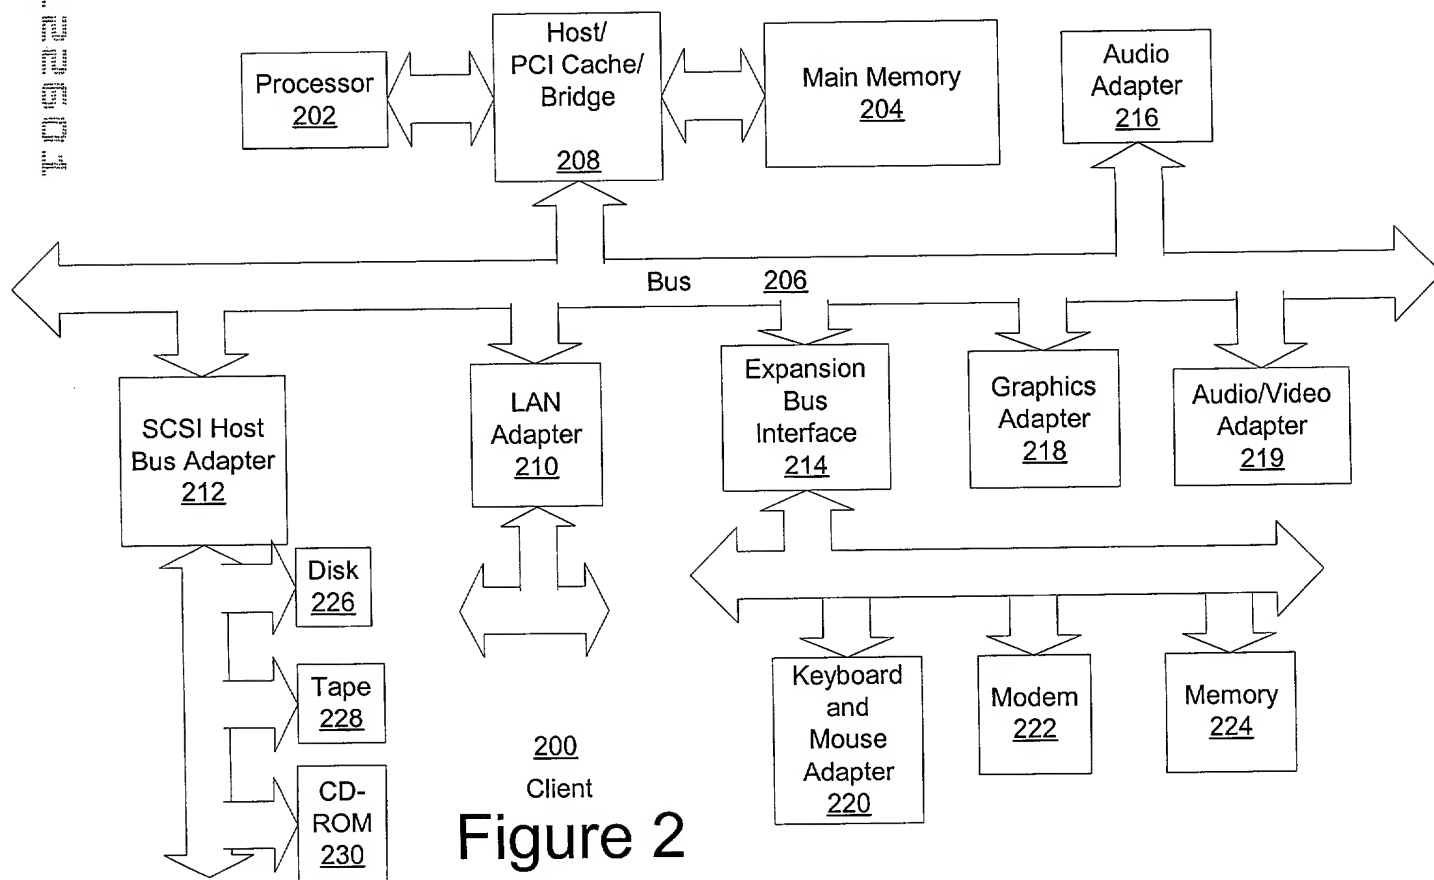 Host/
PCI Cache/
Bridge
208
Processor
202
Main Memory
204
Audio
Adapter
216
Bus 206
SCSI Host
Bus Adapter
212
LAN
Adapter
210
Expansion
Bus
Interface
214
Graphics
Adapter
218
Audio/Video
Adapter
219
Disk
226
Tape
228
CD-
ROM
230
Keyboard
and
Mouse
Adapter
220
Modem
222
Memory
224
200
Client
Figure 2